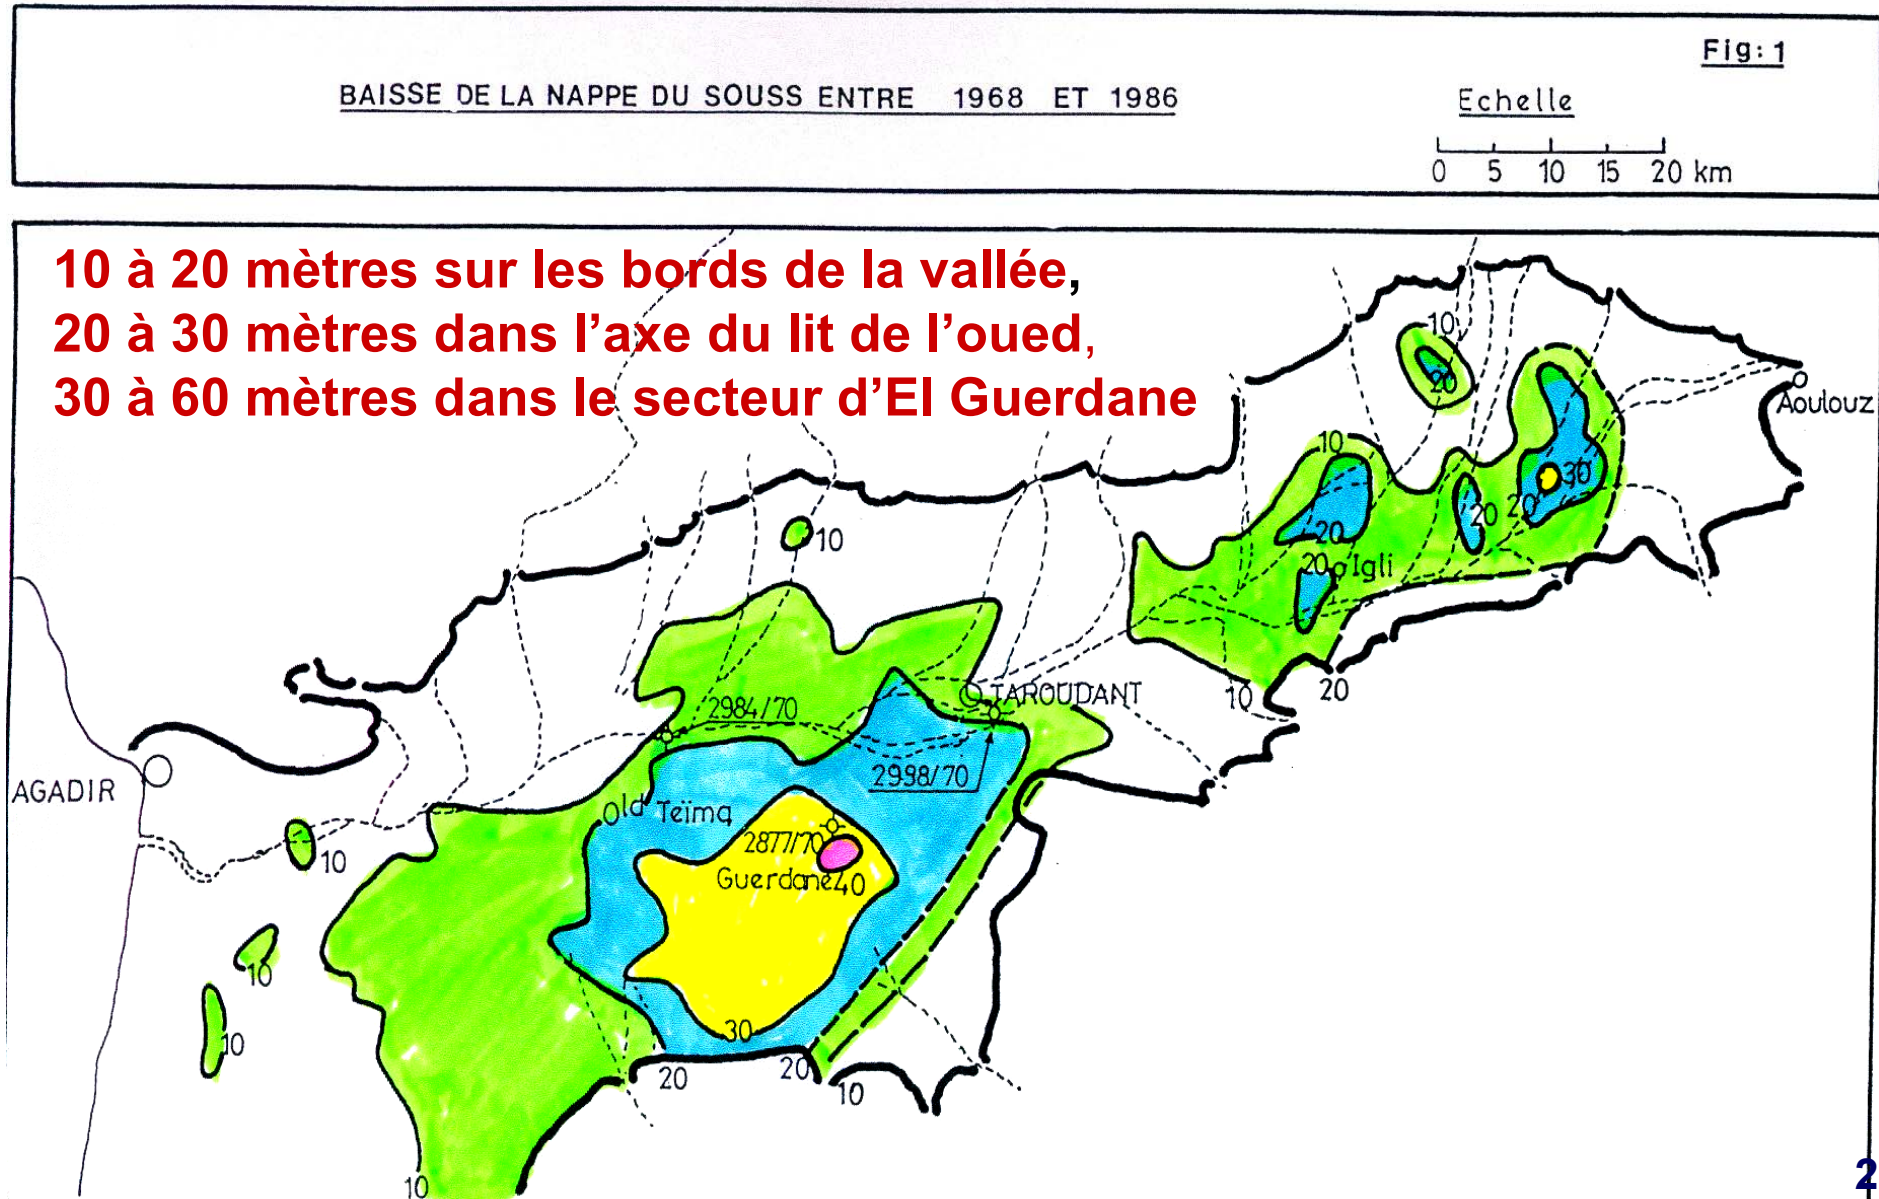 Fig: 1
BAISSE DE LA NAPPE DU SOUSS ENTRE 1968 ET 1986
Echelle
0 5 10 15 20 km
10 à 20 mètres sur les bords de la vallée,
20 à 30 mètres dans l’axe du lit de l’oued,
30 à 60 mètres dans le secteur d’El Guerdane
10
20
Aoulouz
10
30
20
20
20
10
20
Igli
10
20
TAROUDANT
2984/70
2998/70
AGADIR
Old Teïma
2877/70
Guerdane
40
10
10
10
30
20
20
10
10
2